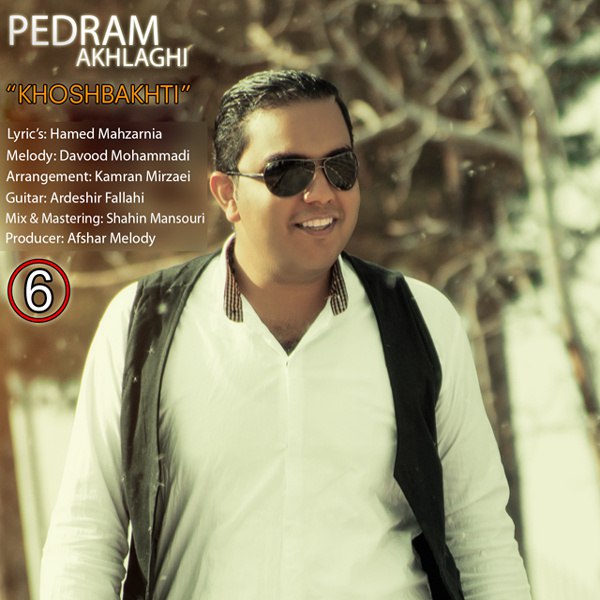 PEDRAM
AKHLAGHI
“KHOSHBAKHTI”
Lyric's: Hamed Mahzarnia
Melody: Davood Mohammadi
Arrangement: Kamran Mirzaei
Guitar: Ardeshir Fallahi
Mix & Mastering: Shahin Mansouri
Producer: Afshar Melody
6